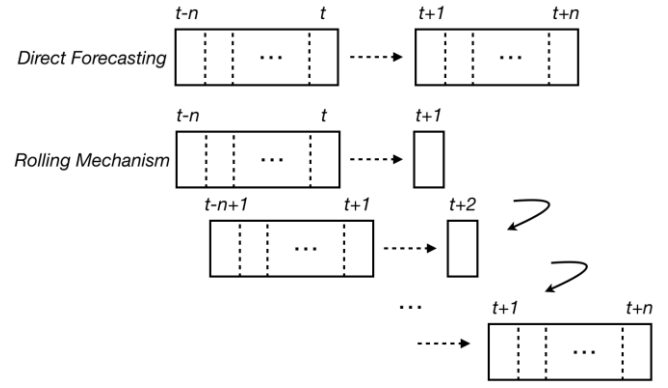 t-n t t+1 t+n
Direct Forecasting ... ...
t-n t t+1
Rolling Mechanism ...
t-n+1 t+1 t+2
...
... t+1 t+n
...